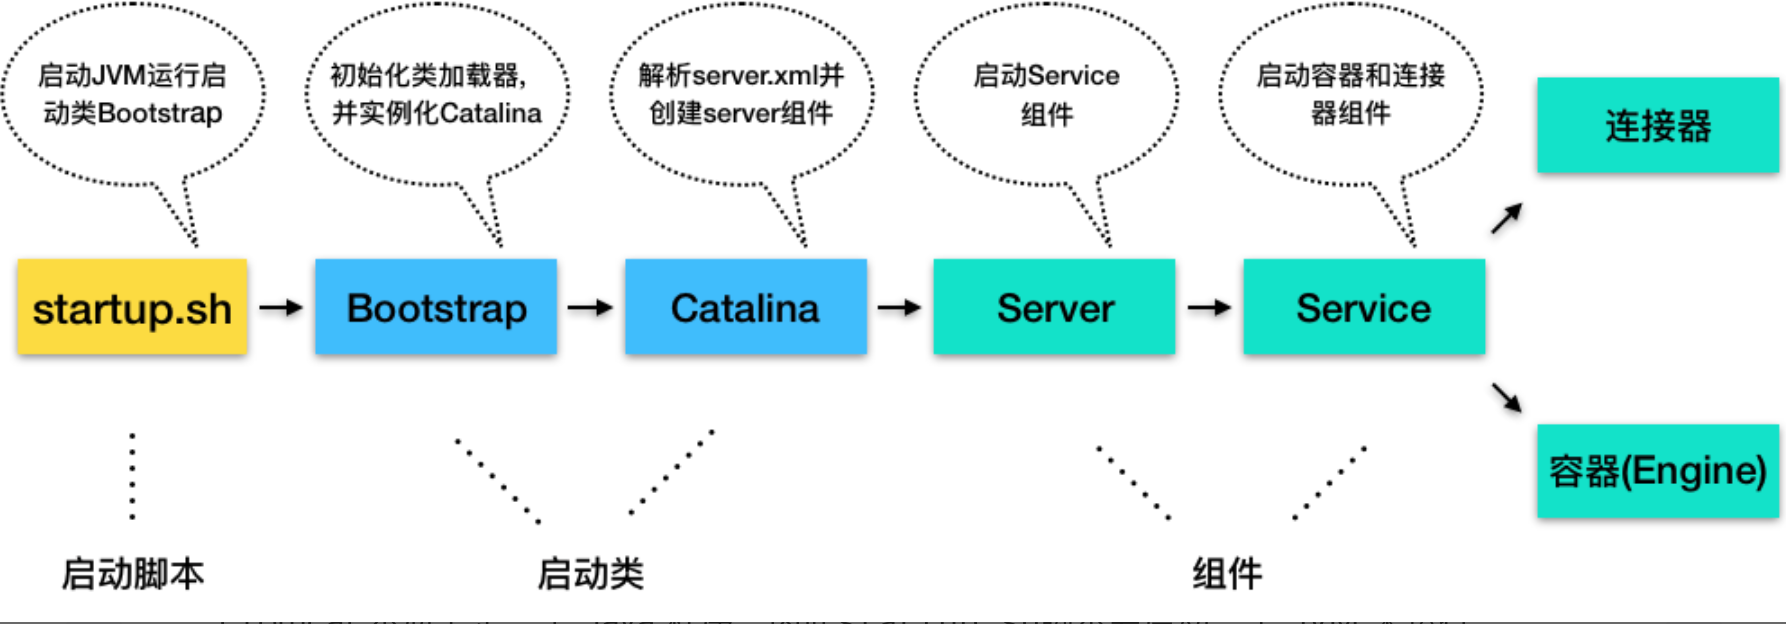 启动JVM运行启
动类Bootstrap
初始化类加载器,
并实例化Catalina
解析server.xml并
创建server组件
启动Service
组件
启动容器和连接
器组件
连接器
startup.sh
Bootstrap
Catalina
Server
Service
容器(Engine)
启动脚本
启动类
组件